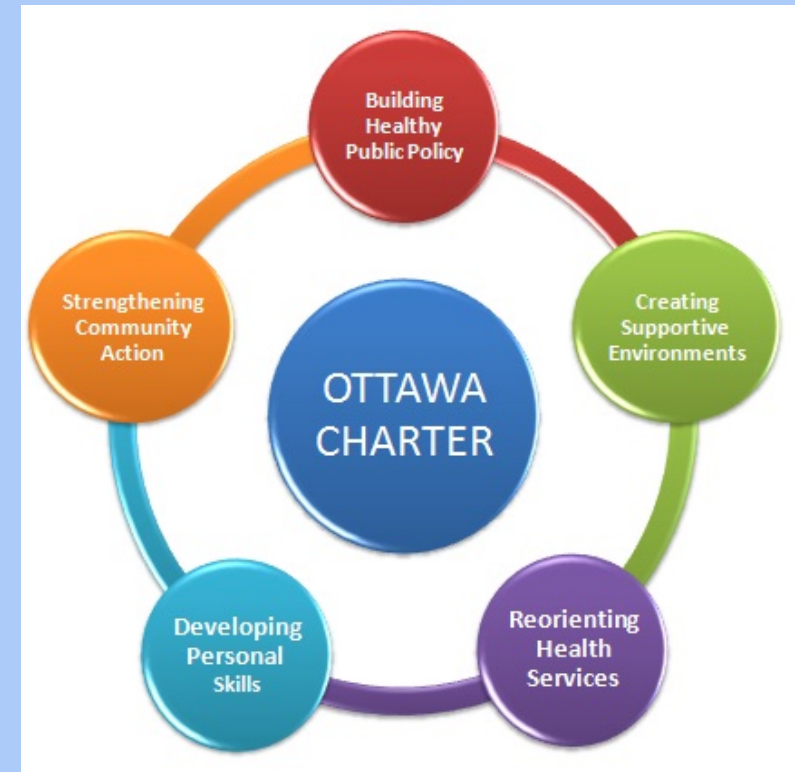 Building
Healthy
Public Policy
Creating
Supportive
Environments
Reorienting
Health
Services
Developing
Personal
Skills
Strengthening
Community
Action
OTTAWA
CHARTER